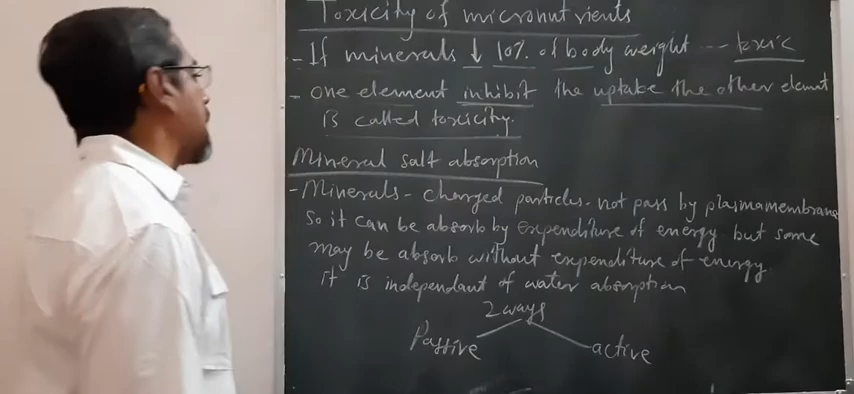 Toxicity of micronutrients
- If minerals ↓ 10% of body weight --- toxic
- one element inhibit the uptake the other element
is called toxicity.
Mineral salt absorption
- Minerals - charged particles - not pass by plasmamembrane
So it can be absorb by expenditure of energy but some
may be absorb without expenditure of energy
it is independant of water absorption
2 ways
Passive active